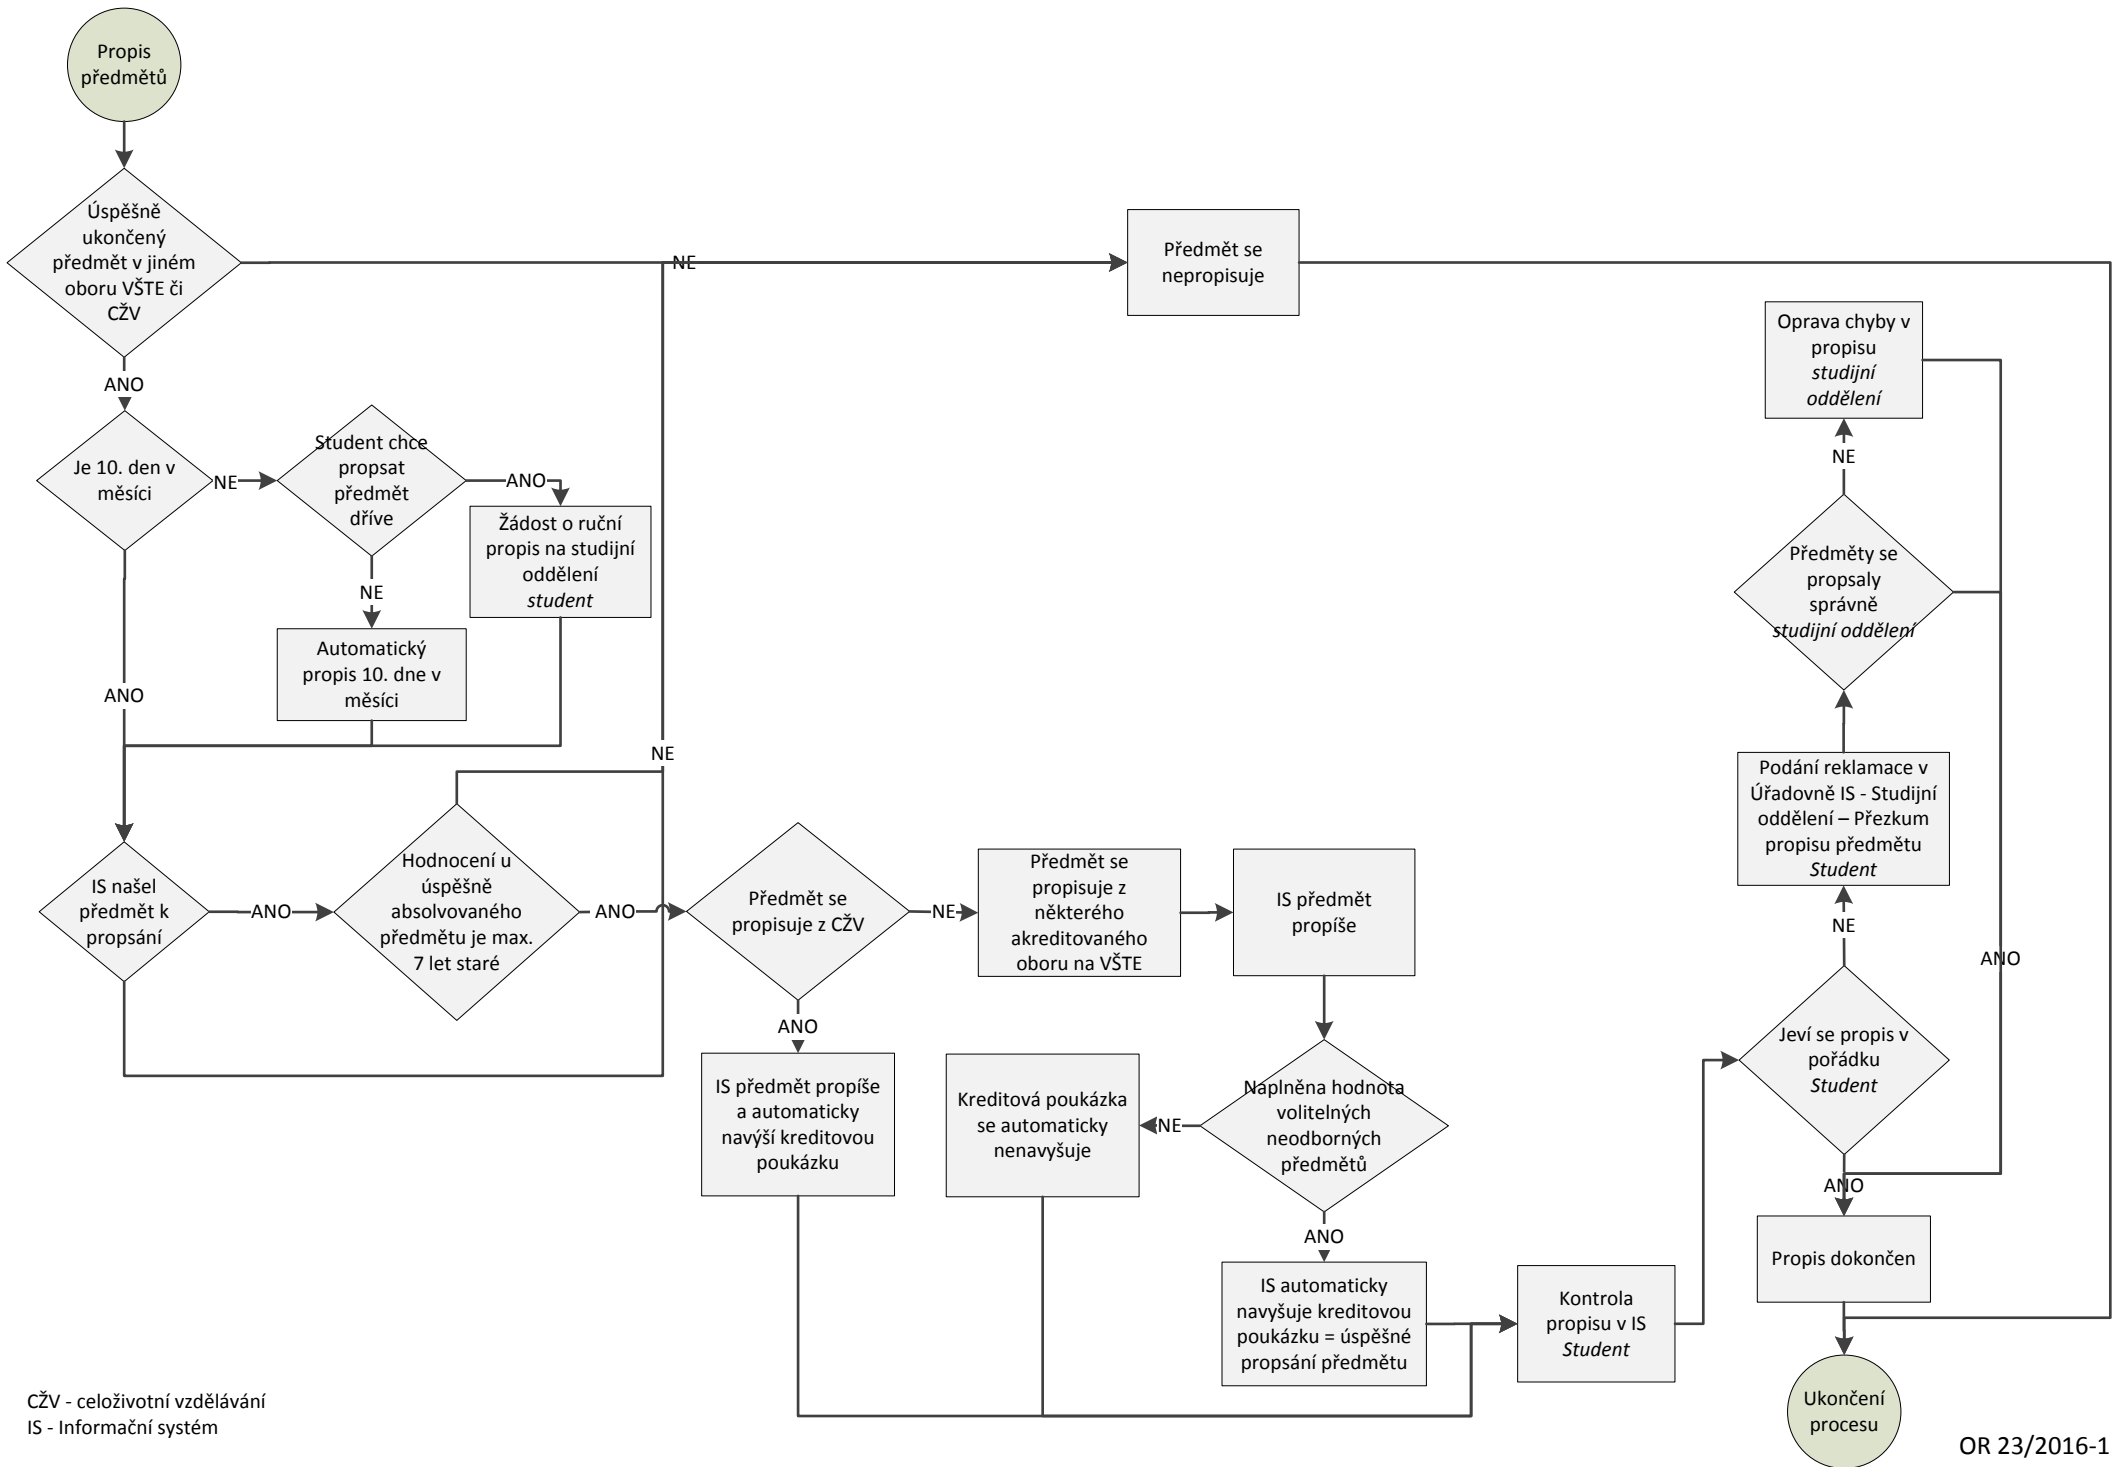 Propis
předmětů
Úspěšně
ukončený
předmět v jiném
oboru VŠTE či
CŽV
NE
Předmět se
nepropisuje
ANO
Je 10. den v
měsíci
NE
Student chce
propsat
předmět
dříve
ANO
Žádost o ruční
propis na studijní
oddělení
student
NE
Automatický
propis 10. dne v
měsíci
ANO
NE
IS našel
předmět k
propsání
ANO
Hodnocení u
úspěšně
absolvovaného
předmětu je max.
7 let staré
ANO
Předmět se
propisuje z CŽV
NE
Předmět se
propisuje z
některého
akreditovaného
oboru na VŠTE
IS předmět
propíše
ANO
IS předmět propíše
a automaticky
navýší kreditovou
poukázku
Kreditová poukázka
se automaticky
nenavyšuje
NE
Naplněna hodnota
volitelných
neodborných
předmětů
ANO
IS automaticky
navyšuje kreditovou
poukázku = úspěšné
propsání předmětu
Kontrola
propisu v IS
Student
Oprava chyby v
propisu
studijní
oddělení
NE
Předměty se
propsaly
správně
studijní oddělení
Podání reklamace v
Úřadovně IS - Studijní
oddělení – Přezkum
propisu předmětu
Student
NE
ANO
Jeví se propis v
pořádku
Student
ANO
Propis dokončen
Ukončení
procesu
CŽV - celoživotní vzdělávání
IS - Informační systém
OR 23/2016-1